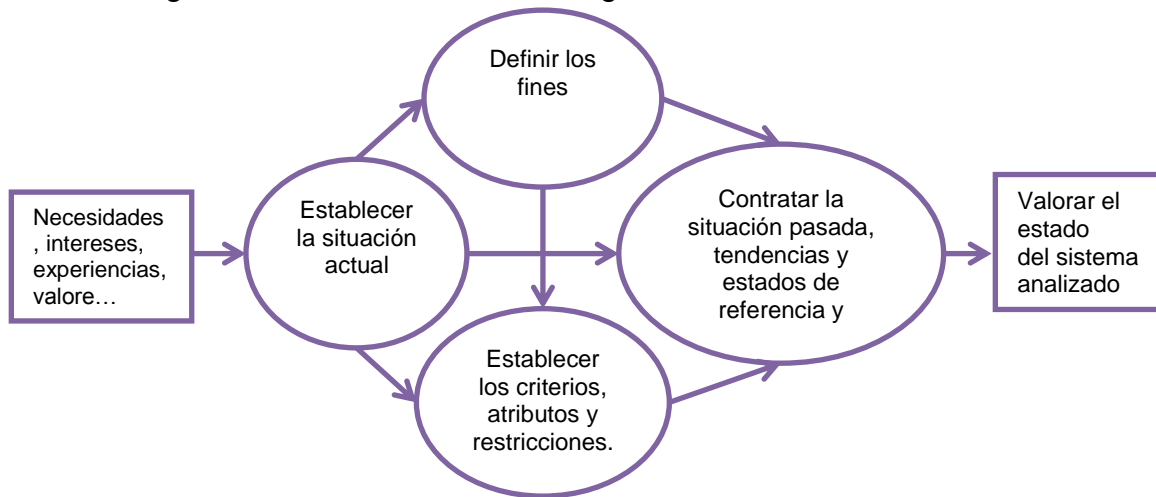 Definir los
fines
Necesidades
, intereses,
experiencias,
valore…
Establecer
la situación
actual
Contratar la
situación pasada,
tendencias y
estados de
referencia y
Valorar el
estado
del sistema
analizado
Establecer
los criterios,
atributos y
restricciones.